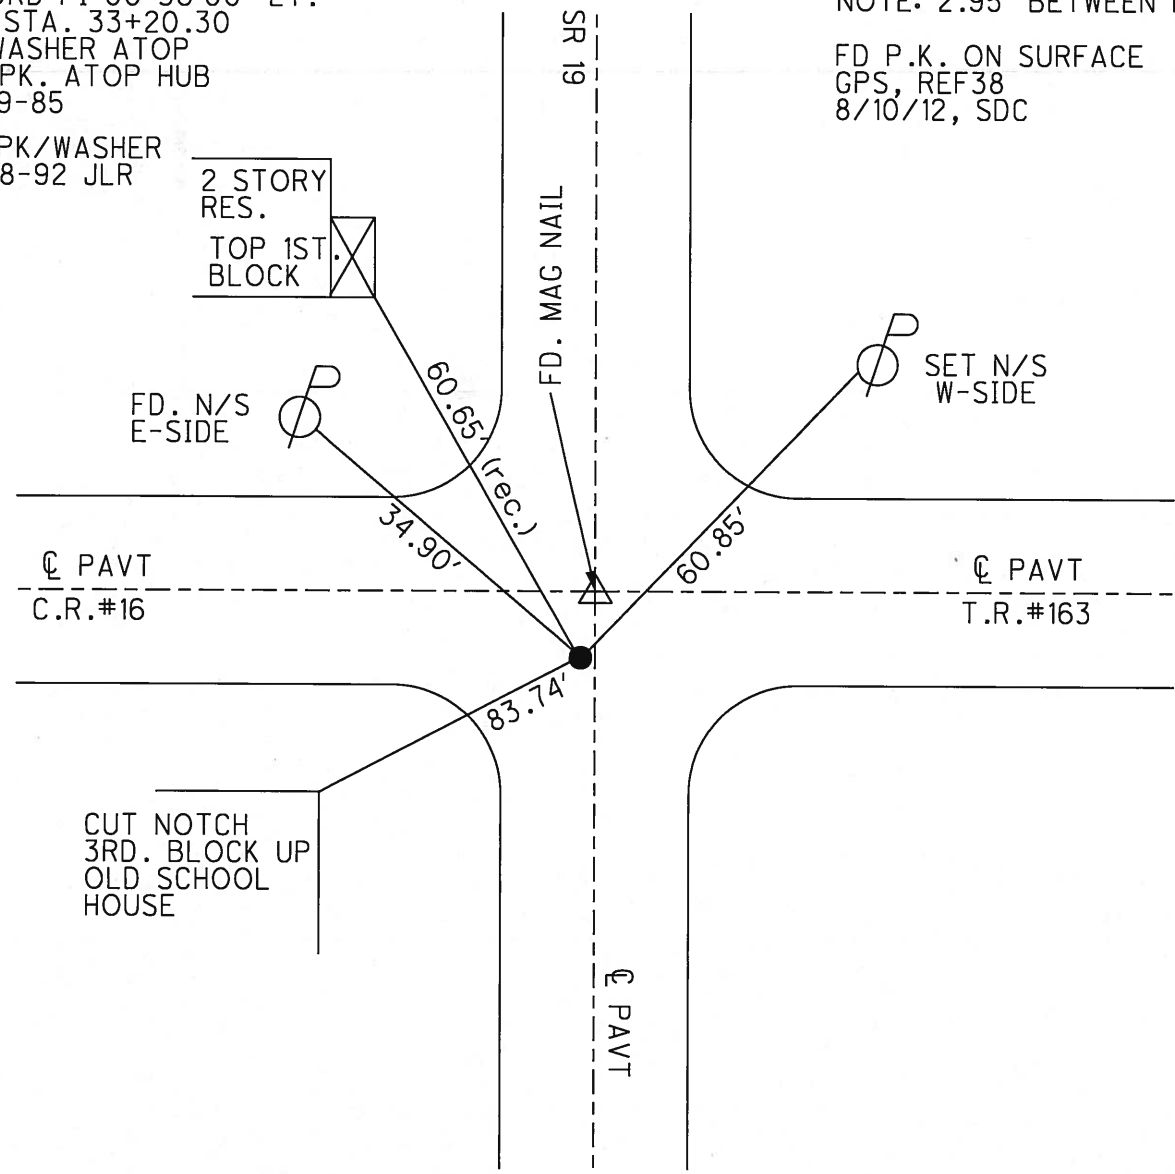 STA. 33+20.30
WASHER ATOP
PK. ATOP HUB
9-85
PK/WASHER
8-92 JLR
SR 19
NOTE: 2.95' BETWEEN
FD P.K. ON SURFACE
GPS, REF38
8/10/12, SDC
2 STORY
RES.
TOP 1ST.
BLOCK
FD. MAG NAIL
60.65' (rec.)
FD. N/S
E-SIDE
SET N/S
W-SIDE
34.90'
60.85'
℄ PAVT
C.R.#16
℄ PAVT
T.R.#163
83.74'
CUT NOTCH
3RD. BLOCK UP
OLD SCHOOL
HOUSE
℄ PAVT